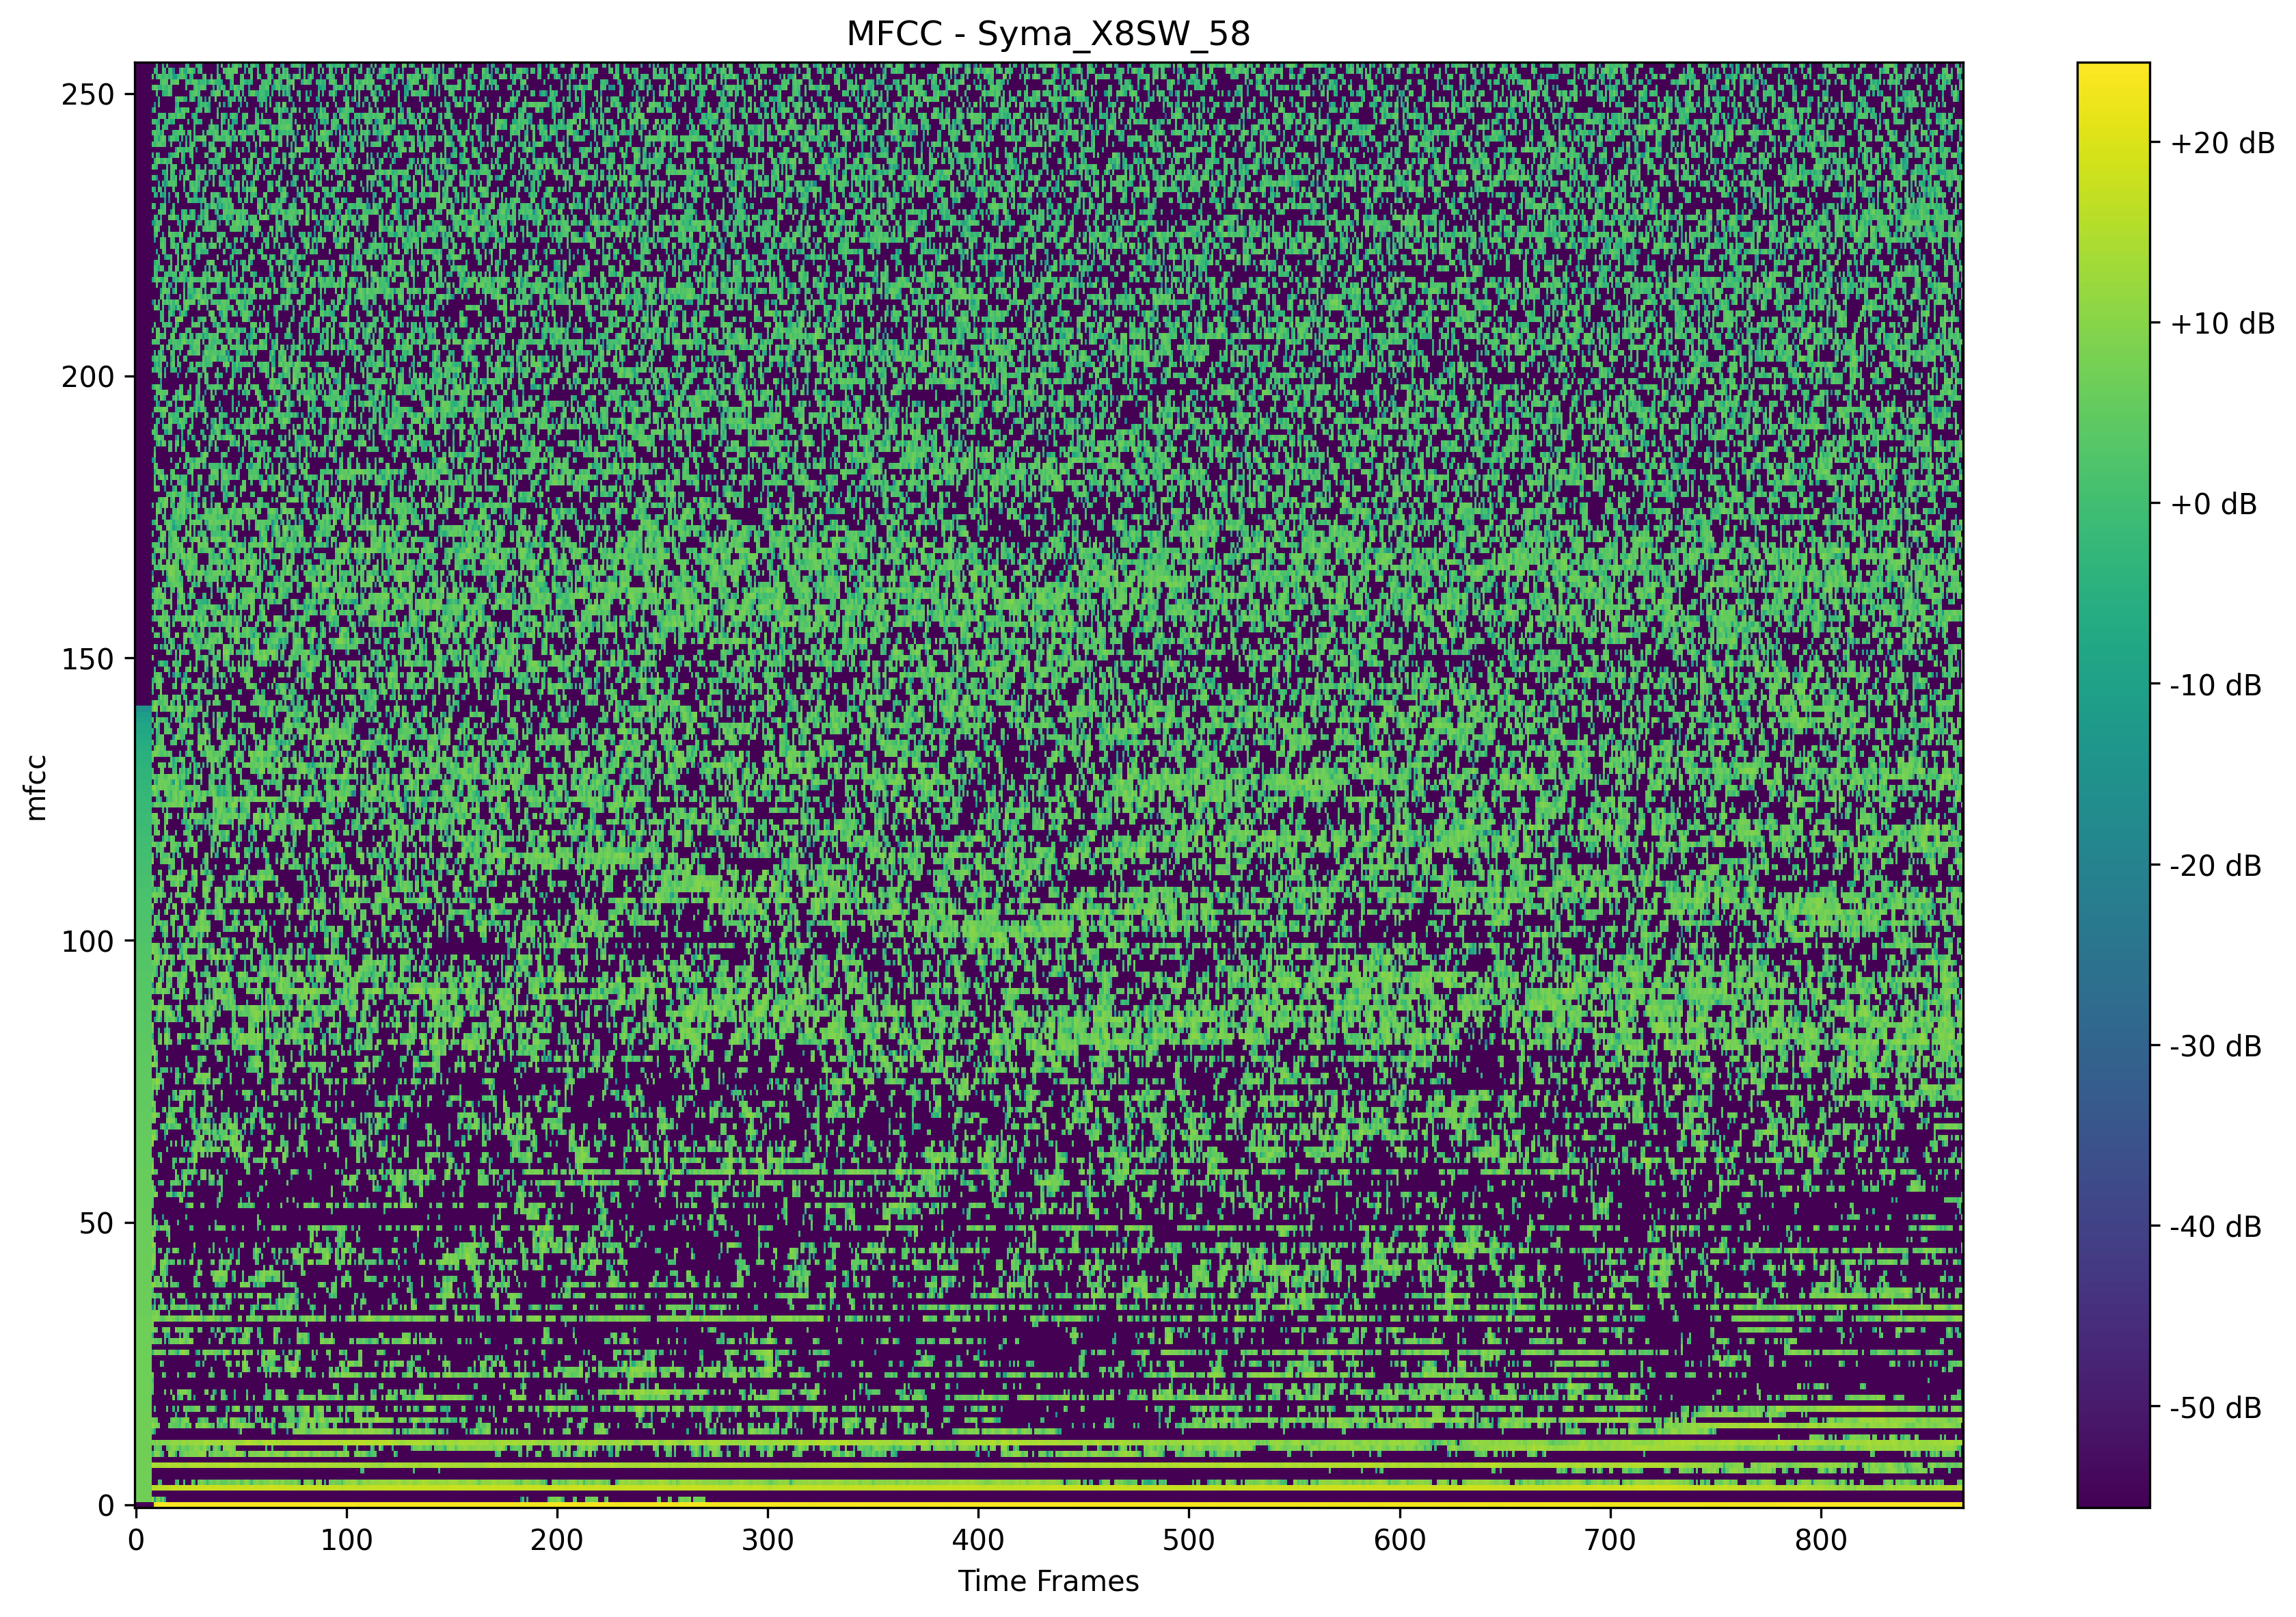 MFCC - Syma_X8SW_58
250
200
150
100
50
0
mfcc
0 100 200 300 400 500 600 700 800
Time Frames
+20 dB
+10 dB
+0 dB
-10 dB
-20 dB
-30 dB
-40 dB
-50 dB